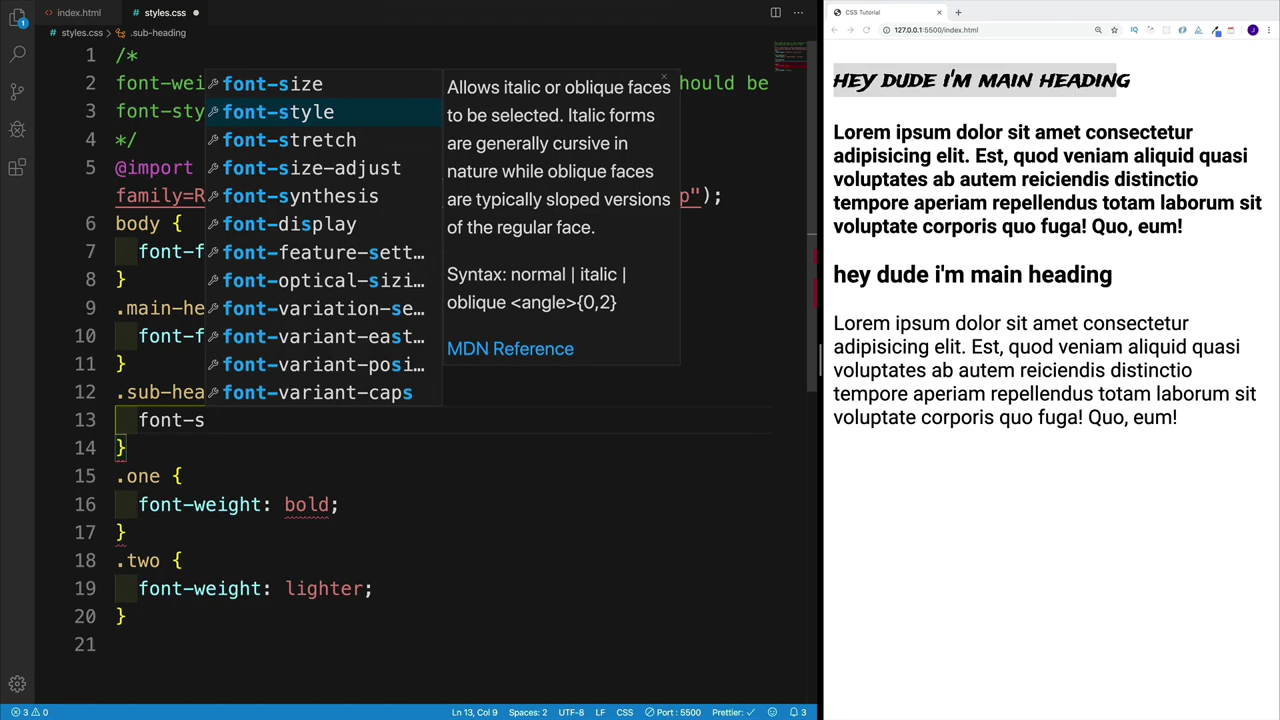 index.html
styles.css
styles.css > .sub-heading
CSS Tutorial
127.0.0.1:5500/index.html
1 /*
2 font-wei hould be
3 font-sty
4 */
5 @import
family=R p");
6 body {
7 font-f
8 }
9 .main-he
10 font-f
11 }
12 .sub-hea
13 font-s
14 }
15 .one {
16 font-weight: bold;
17 }
18 .two {
19 font-weight: lighter;
20 }
21
font-size
font-style
font-stretch
font-size-adjust
font-synthesis
font-display
font-feature-sett…
font-optical-sizi…
font-variation-se…
font-variant-east…
font-variant-posi…
font-variant-caps
Allows italic or oblique faces
to be selected. Italic forms
are generally cursive in
nature while oblique faces
are typically sloped versions
of the regular face.
Syntax: normal | italic |
oblique <angle>{0,2}
MDN Reference
HEY DUDE I'M MAIN HEADING
Lorem ipsum dolor sit amet consectetur
adipisicing elit. Est, quod veniam aliquid quasi
voluptates ab autem reiciendis distinctio
tempore aperiam repellendus totam laborum sit
voluptate corporis quo fuga! Quo, eum!
hey dude i'm main heading
Lorem ipsum dolor sit amet consectetur
adipisicing elit. Est, quod veniam aliquid quasi
voluptates ab autem reiciendis distinctio
tempore aperiam repellendus totam laborum sit
voluptate corporis quo fuga! Quo, eum!
3 0 Ln 13, Col 9 Spaces: 2 UTF-8 LF CSS Port : 5500 Prettier: ✓ 3